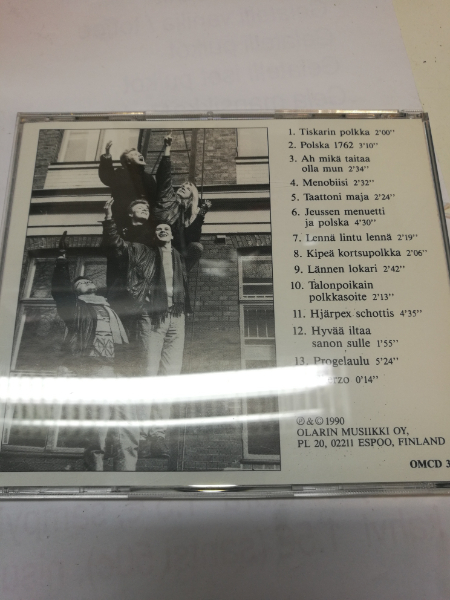 1. Tiskarin polkka 2'00''
2. Polska 1762 3'10''
3. Ah mikä taitaa
olla mun 2'34''
4. Menobiisi 2'32''
5. Taattoni maja 2'24''
6. Jeussen menuetti
ja polska 4'30''
7. Lennä lintu lennä 2'19''
8. Kipeä kortsupolkka 2'06''
9. Lännen lokari 2'42''
10. Talonpoikain
polkkasoite 2'13''
11. Hjärpex schottis 4'35''
12. Hyvää iltaa
sanon sulle 1'55''
13. Progelaulu 5'24''
0'14''
℗&© 1990
OLARIN MUSIIKKI OY,
PL 20, 02211 ESPOO, FINLAND
OMCD 3